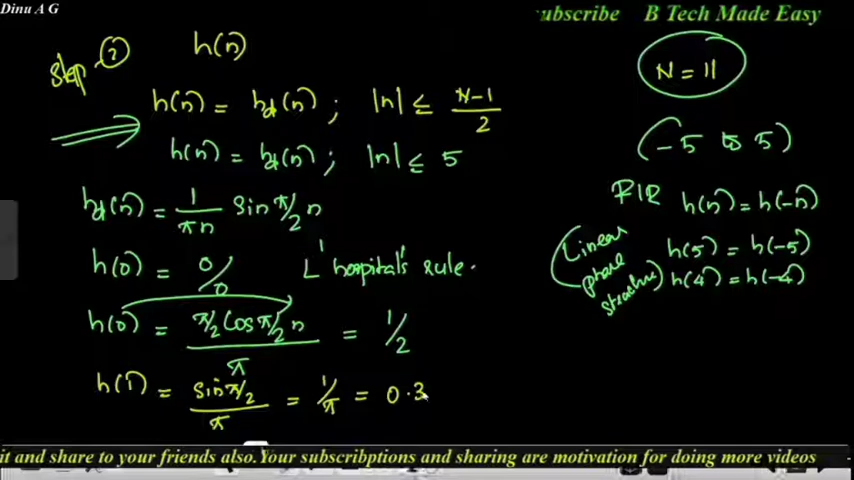 Dinu A G
ubscribe B Tech Made Easy
Step - ②
h(n)
h(n) = hd(n) ; |n| ≤ N-1/2
h(n) = hd(n) ; |n| ≤ 5
hd(n) = 1/πn sin π/2 n
h(0) = 0/0 L' hospital's rule.
h(0) = π/2 Cos π/2 n / π = 1/2
h(1) = sin π/2 / π = 1/π = 0.3
N = 11
(-5 to 5)
FIR h(n) = h(-n)
(Linear phase structure)
h(5) = h(-5)
h(4) = h(-4)
it and share to your friends also.Your subscribptions and sharing are motivation for doing more videos